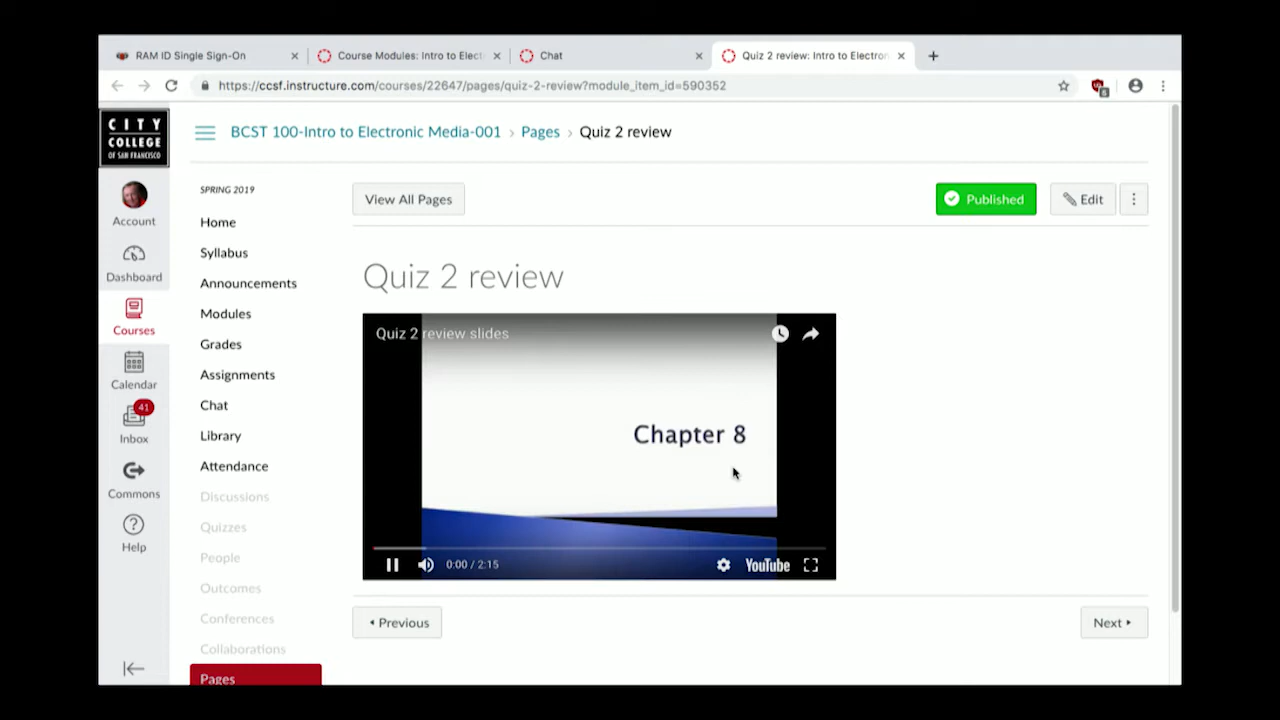 RAM ID Single Sign-On
Course Modules: Intro to Elect
Chat
Quiz 2 review: Intro to Electron
https://ccsf.instructure.com/courses/22647/pages/quiz-2-review?module_item_id=590352
CITY
COLLEGE
OF SAN FRANCISCO
BCST 100-Intro to Electronic Media-001 › Pages › Quiz 2 review
Account
Dashboard
Courses
Calendar
41
Inbox
Commons
Help
SPRING 2019
Home
Syllabus
Announcements
Modules
Grades
Assignments
Chat
Library
Attendance
Discussions
Quizzes
People
Outcomes
Conferences
Collaborations
Pages
View All Pages
Published
Edit
Quiz 2 review
Quiz 2 review slides
Chapter 8
0:00 / 2:15
YouTube
Previous
Next